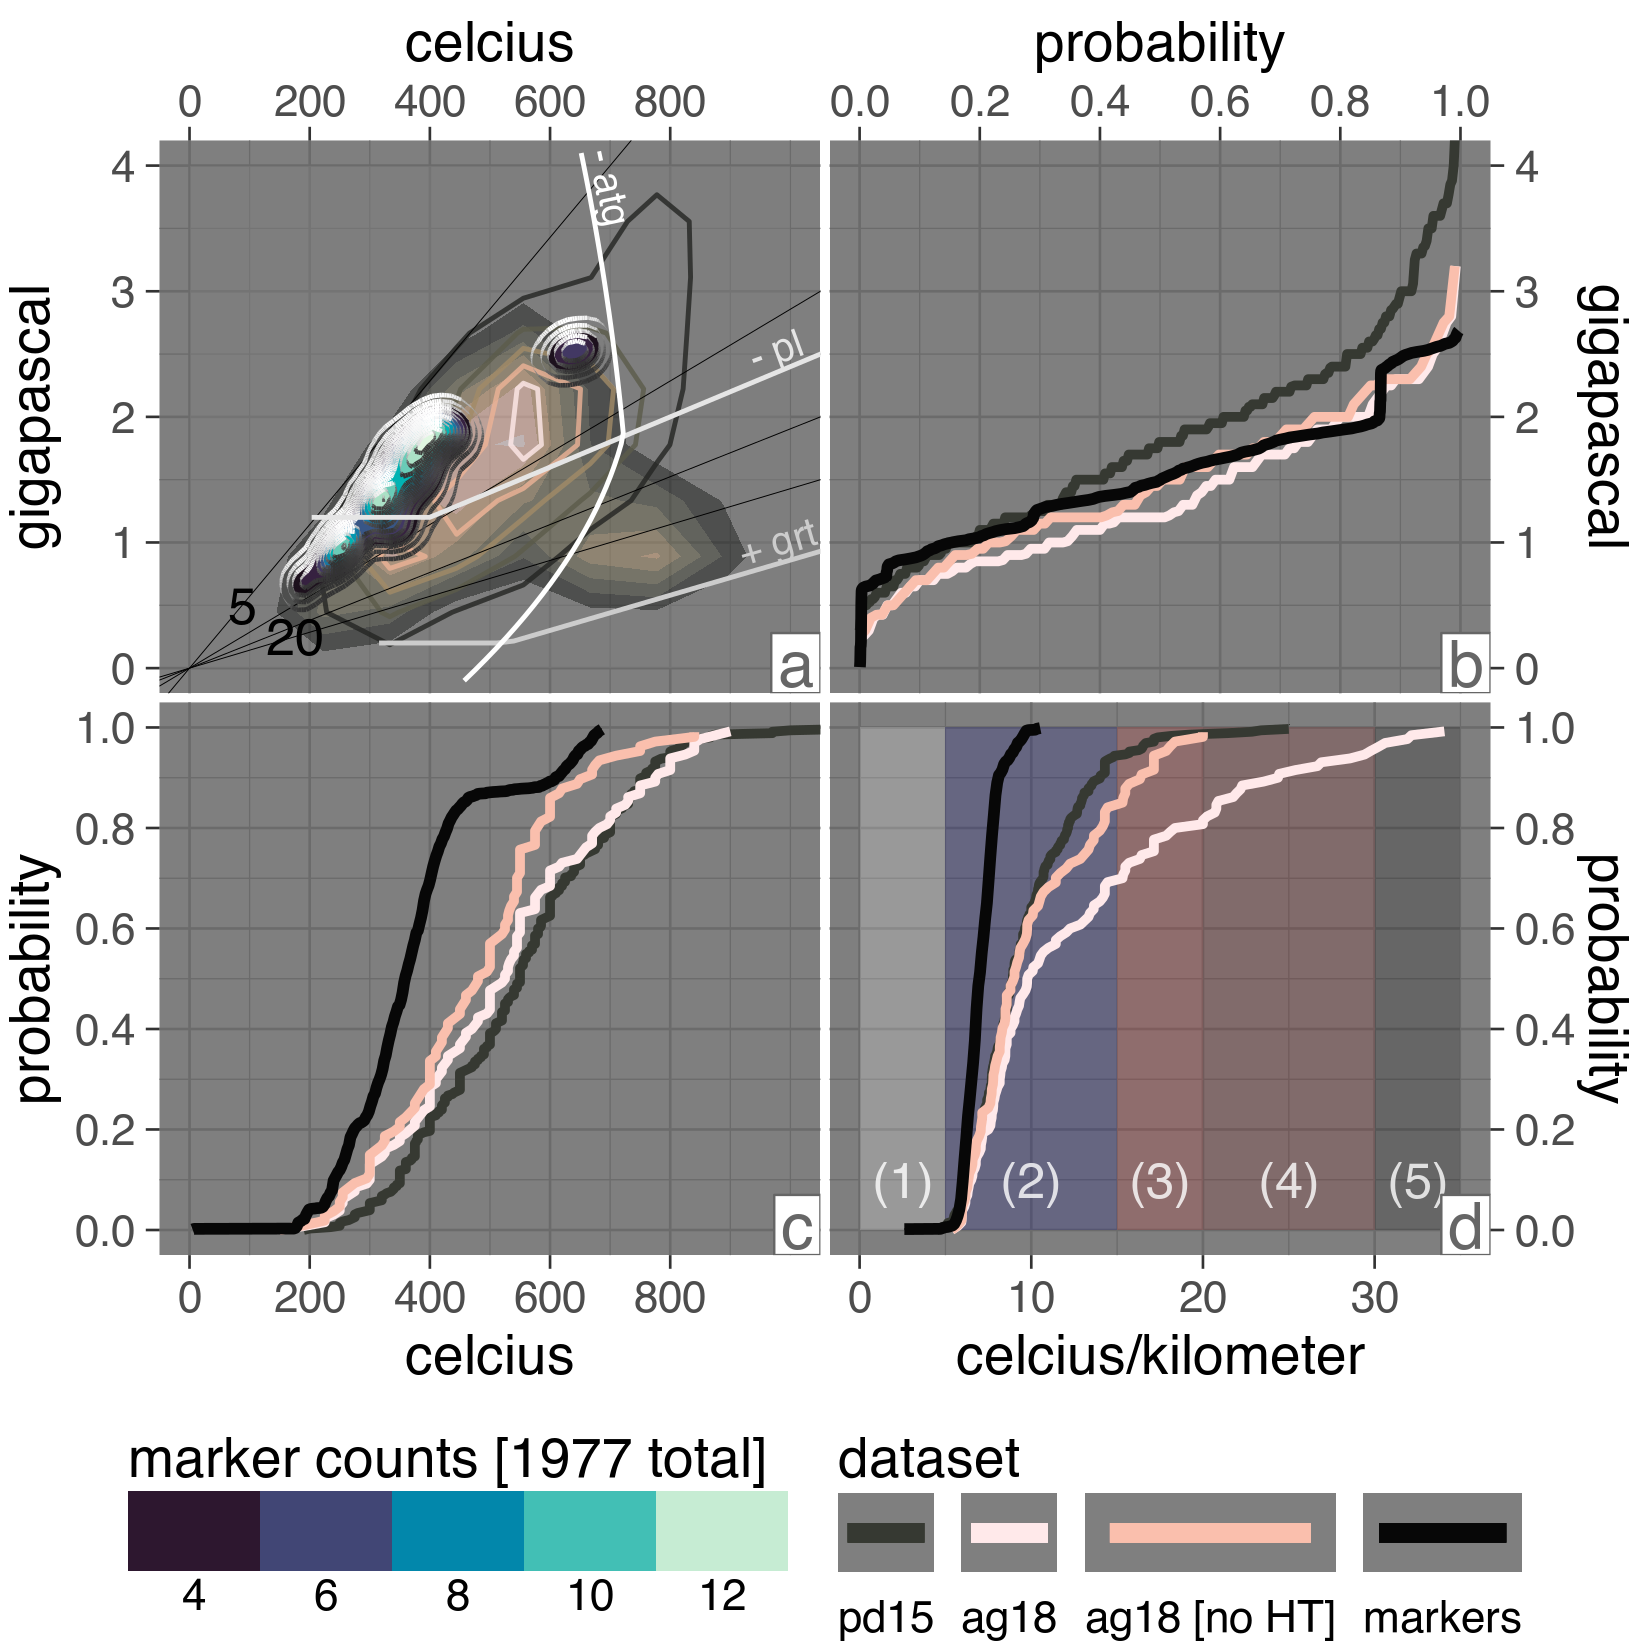 celcius
probability
0 200 400 600 800
0.0 0.2 0.4 0.6 0.8 1.0
gigapascal
4
3
2
1
0
- atg
- pl
+ grt
5
20
a
4
3
2
1
0
gigapascal
b
probability
1.0
0.8
0.6
0.4
0.2
0.0
c
(1) (2) (3) (4) (5)
d
1.0
0.8
0.6
0.4
0.2
0.0
probability
0 200 400 600 800
0 10 20 30
celcius
celcius/kilometer
marker counts [1977 total]
4 6 8 10 12
dataset
pd15 ag18 ag18 [no HT] markers